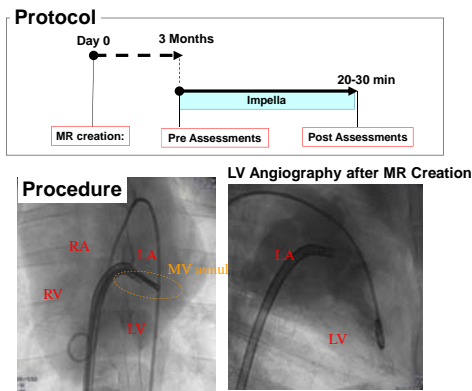 Protocol
Day 0
3 Months
20-30 min
Impella
MR creation:
Pre Assessments
Post Assessments
LV Angiography after MR Creation
Procedure
RA
LA
MV annul
RV
LV
LA
LV